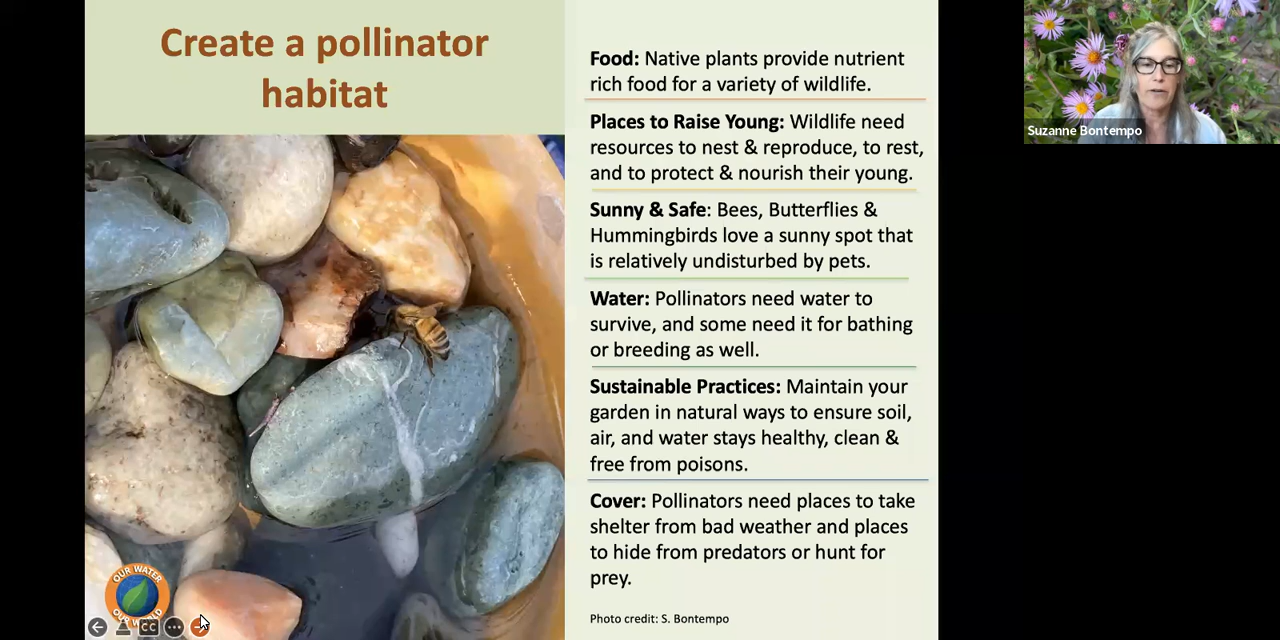 Create a pollinator
habitat
Food: Native plants provide nutrient
rich food for a variety of wildlife.
Places to Raise Young: Wildlife need
resources to nest & reproduce, to rest,
and to protect & nourish their young.
Sunny & Safe: Bees, Butterflies &
Hummingbirds love a sunny spot that
is relatively undisturbed by pets.
Water: Pollinators need water to
survive, and some need it for bathing
or breeding as well.
Sustainable Practices: Maintain your
garden in natural ways to ensure soil,
air, and water stays healthy, clean &
free from poisons.
Cover: Pollinators need places to take
shelter from bad weather and places
to hide from predators or hunt for
prey.
Photo credit: S. Bontempo
OUR WATER
OUR WORLD
CC
Suzanne Bontempo